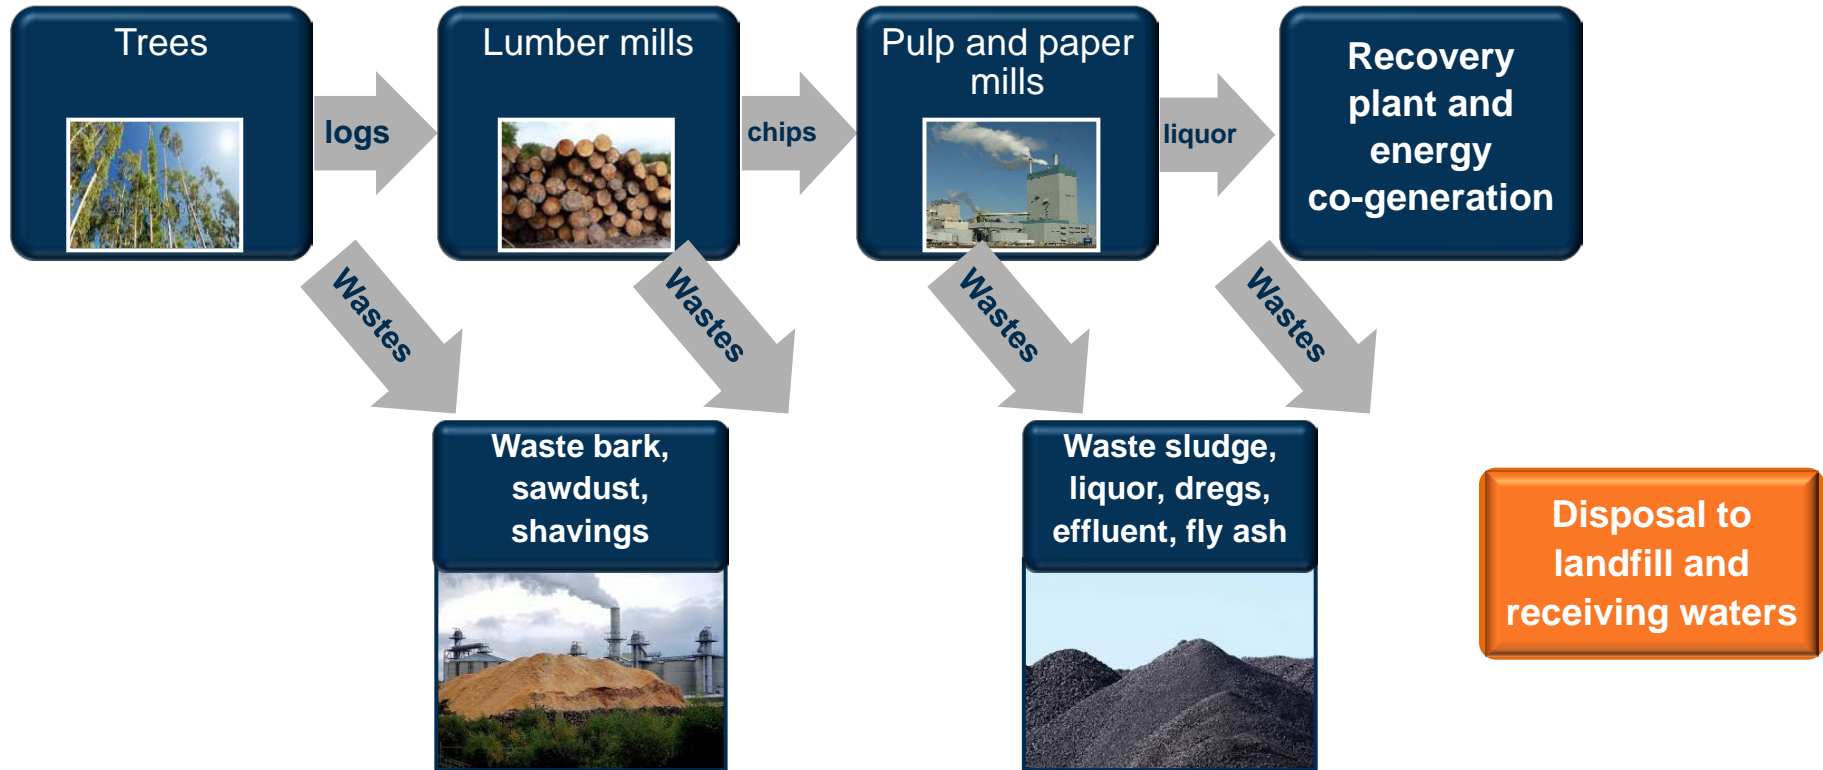 Trees
logs
Lumber mills
chips
Pulp and paper
mills
liquor
Recovery
plant and
energy
co-generation
Wastes
Wastes
Wastes
Wastes
Waste bark,
sawdust,
shavings
Waste sludge,
liquor, dregs,
effluent, fly ash
Disposal to
landfill and
receiving waters